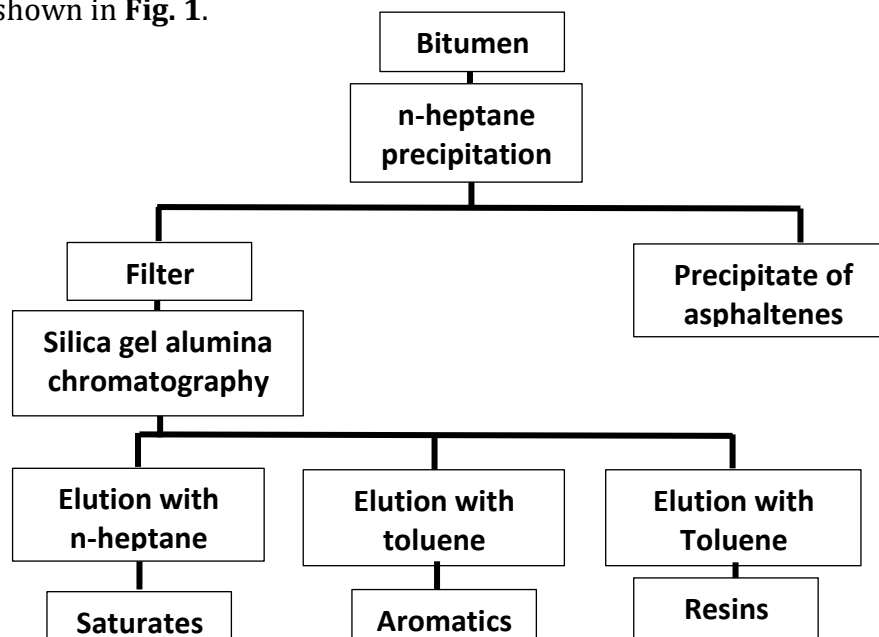 shown in Fig. 1.
Bitumen
n-heptane
precipitation
Filter
Precipitate of
asphaltenes
Silica gel alumina
chromatography
Elution with
n-heptane
Elution with
toluene
Elution with
Toluene
Saturates
Aromatics
Resins